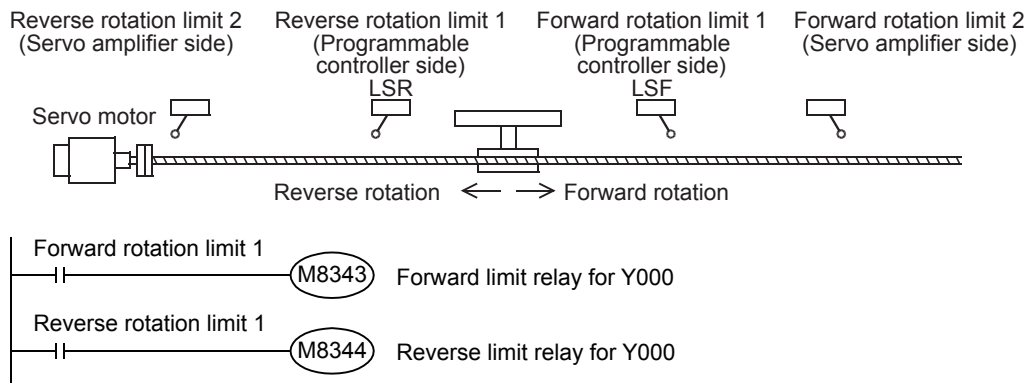 Reverse rotation limit 2
(Servo amplifier side)
Reverse rotation limit 1
(Programmable
controller side)
LSR
Forward rotation limit 1
(Programmable
controller side)
LSF
Forward rotation limit 2
(Servo amplifier side)
Servo motor
Reverse rotation
Forward rotation
Forward rotation limit 1
M8343
Forward limit relay for Y000
Reverse rotation limit 1
M8344
Reverse limit relay for Y000